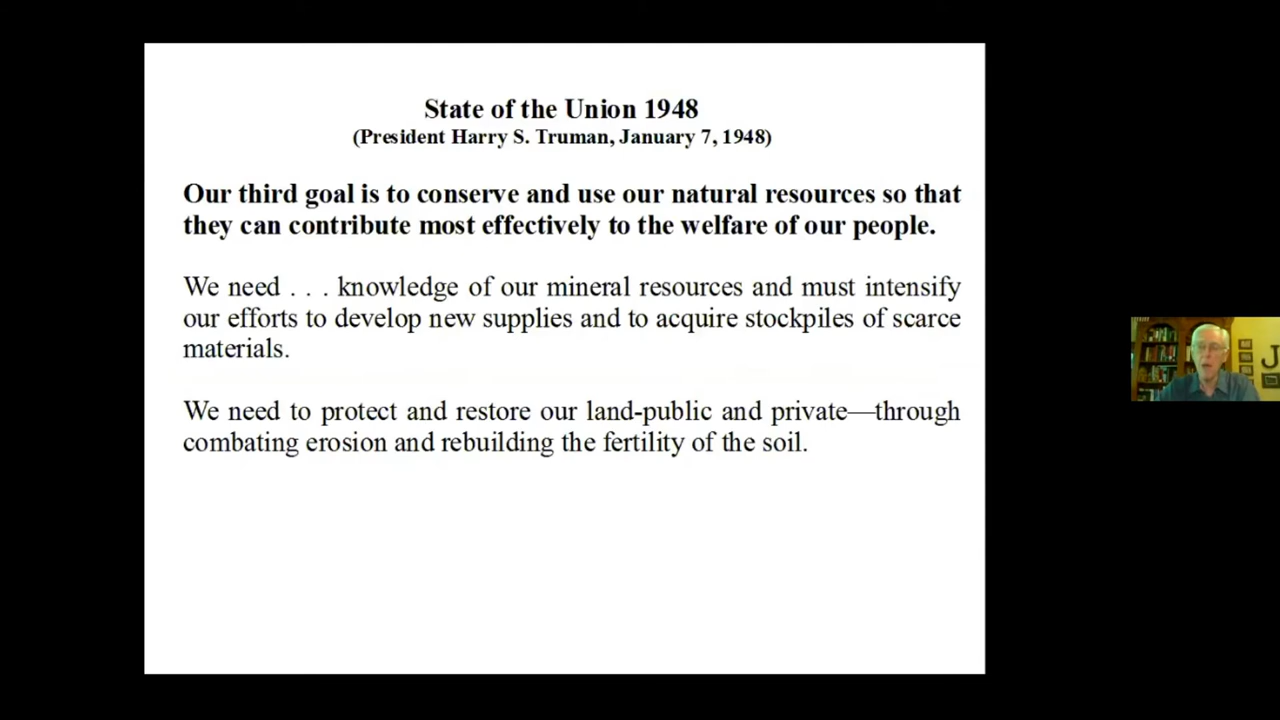 State of the Union 1948
(President Harry S. Truman, January 7, 1948)
Our third goal is to conserve and use our natural resources so that
they can contribute most effectively to the welfare of our people.
We need . . . knowledge of our mineral resources and must intensify
our efforts to develop new supplies and to acquire stockpiles of scarce
materials.
We need to protect and restore our land-public and private—through
combating erosion and rebuilding the fertility of the soil.
J